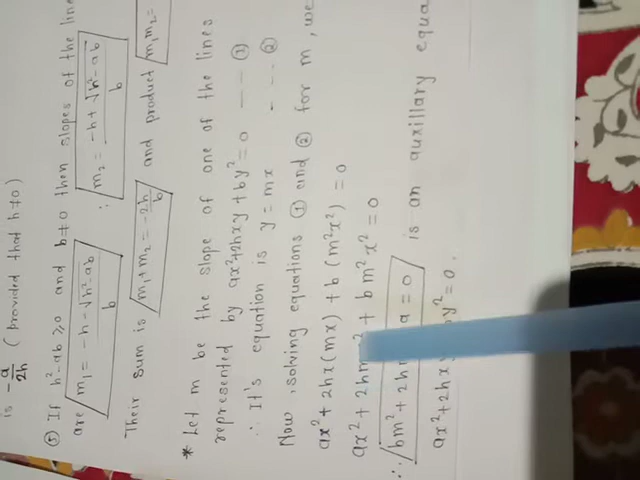 is -a/2h (provided that h≠0)
⑤ If h²-ab ≥0 and b≠0 then slopes of the line
are m₁ = -h-√h²-ab / b ; m₂ = -h+√h²-ab / b
Their sum is m₁+m₂ = -2h/b and product m₁m₂ =
* Let m be the slope of one of the lines
represented by ax²+2hxy+by²=0 -- ①
∴ It's equation is y=mx - -- ②
Now, solving equations ① and ② for m, we
ax²+2hx(mx)+b(m²x²)=0
ax²+2hm x²+bm²x²=0
∴ bm²+2h a=0 is an auxillary equa
ax²+2hx y²=0.